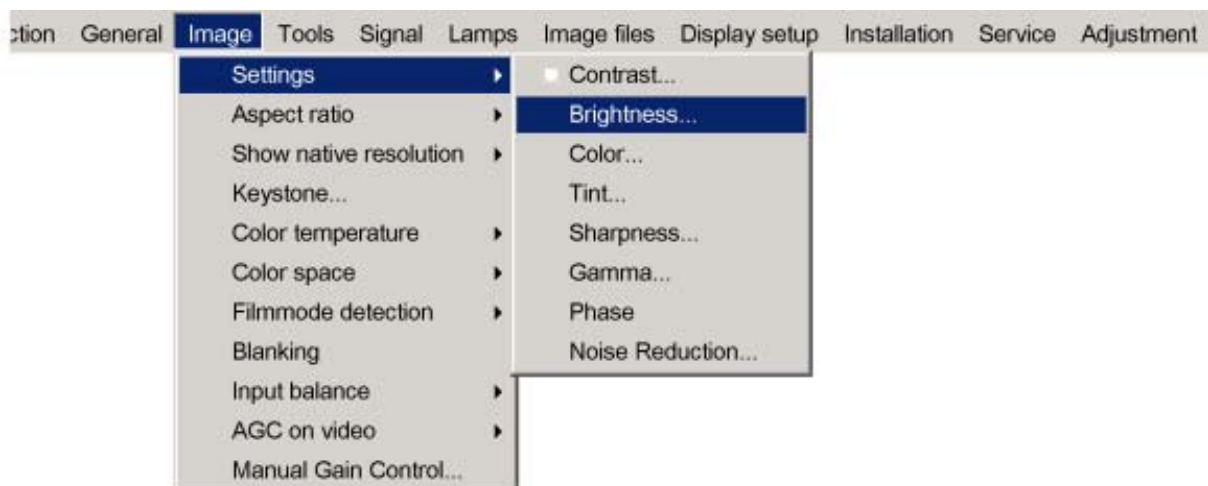 ction General Image Tools Signal Lamps Image files Display setup Installation Service Adjustment
Settings
Aspect ratio
Show native resolution
Keystone...
Color temperature
Color space
Filmmode detection
Blanking
Input balance
AGC on video
Manual Gain Control...
Contrast...
Brightness...
Color...
Tint...
Sharpness...
Gamma...
Phase
Noise Reduction...